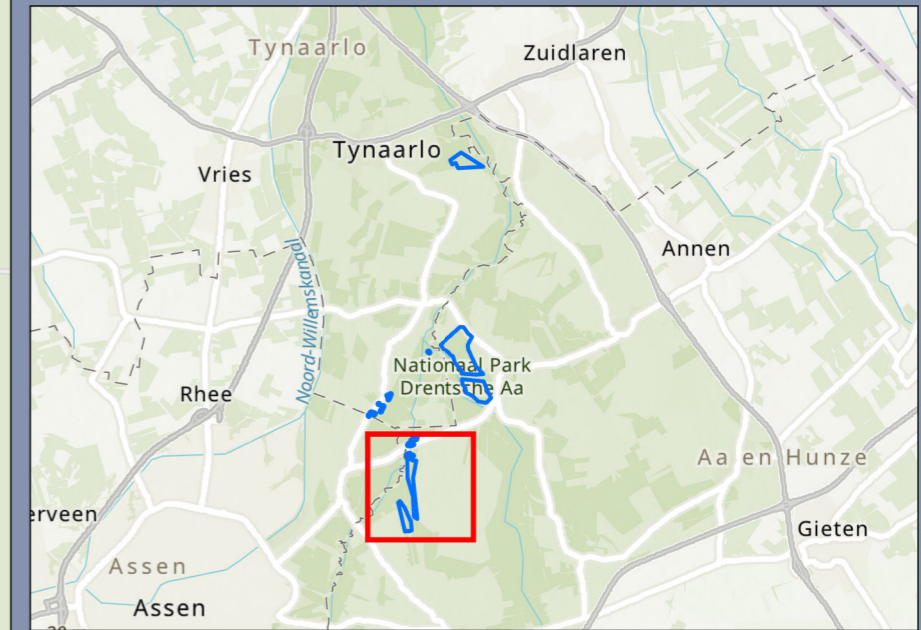 Tynaarlo
Zuidlaren
Tynaarlo
Vries
Annen
Noord-Willemskanaal
Nationaal Park
Drentsche Aa
Rhee
Aa en Hunze
erveen
Gieten
Assen
Assen